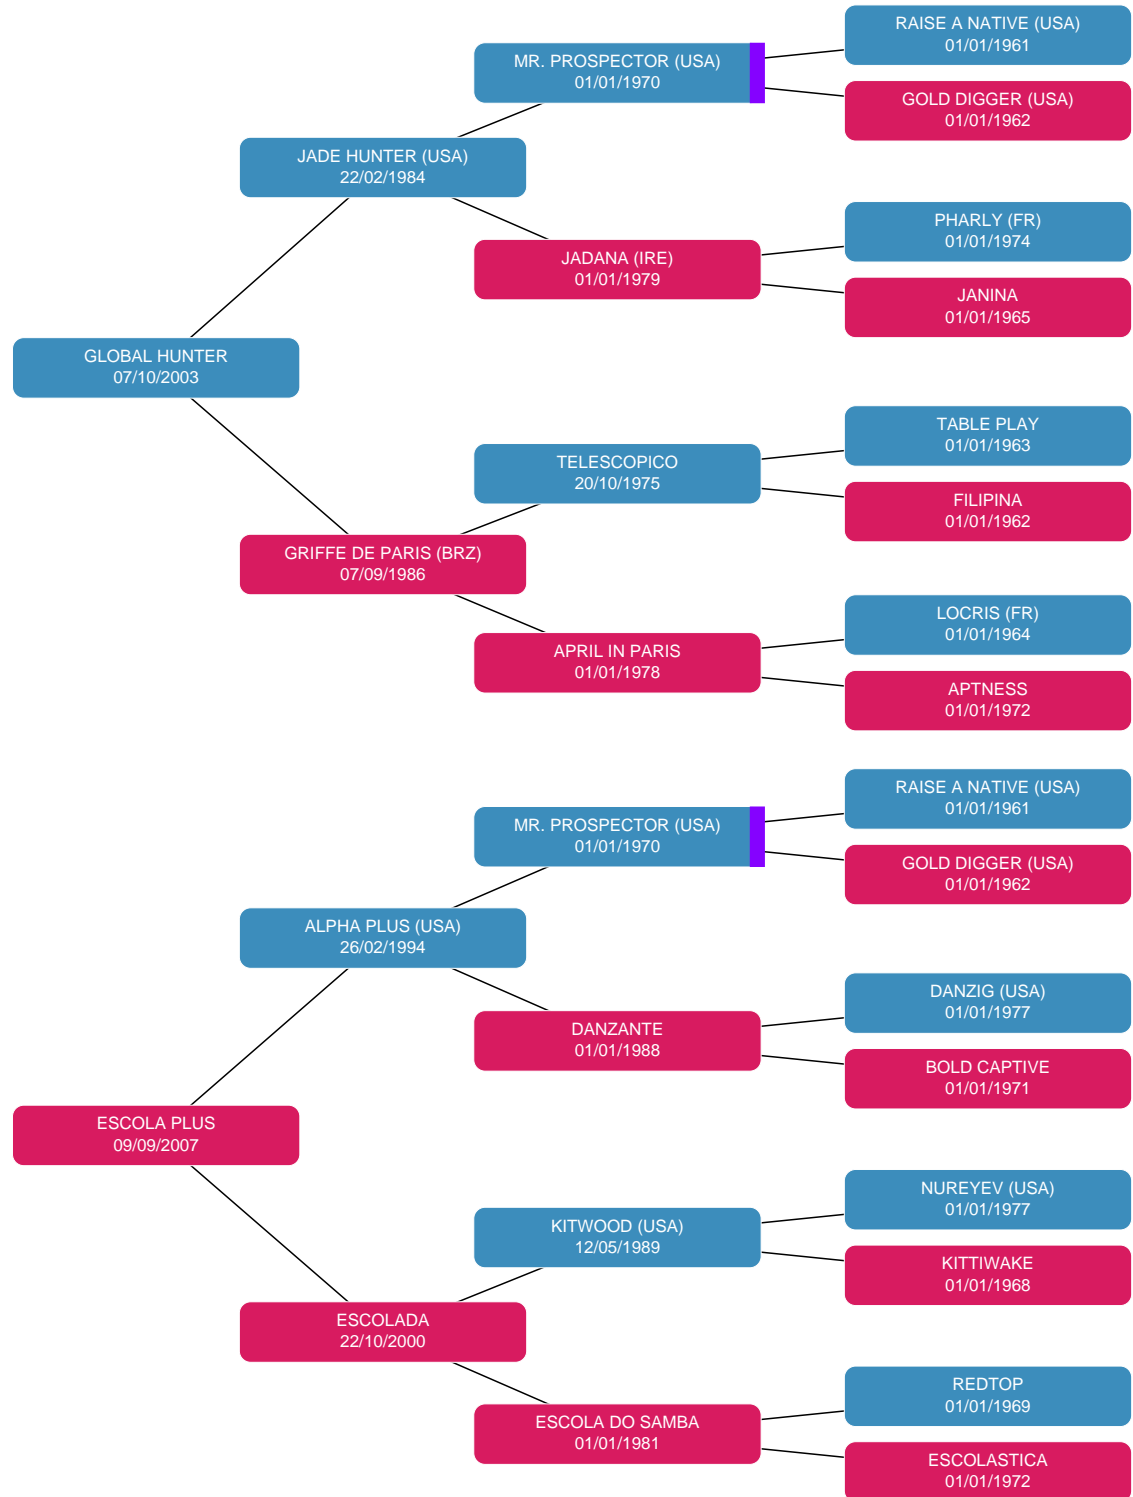 RAISE A NATIVE (USA)
01/01/1961
MR. PROSPECTOR (USA)
01/01/1970
GOLD DIGGER (USA)
01/01/1962
JADE HUNTER (USA)
22/02/1984
PHARLY (FR)
01/01/1974
JADANA (IRE)
01/01/1979
JANINA
01/01/1965
GLOBAL HUNTER
07/10/2003
TABLE PLAY
01/01/1963
TELESCOPICO
20/10/1975
FILIPINA
01/01/1962
GRIFFE DE PARIS (BRZ)
07/09/1986
LOCRIS (FR)
01/01/1964
APRIL IN PARIS
01/01/1978
APTNESS
01/01/1972
RAISE A NATIVE (USA)
01/01/1961
MR. PROSPECTOR (USA)
01/01/1970
GOLD DIGGER (USA)
01/01/1962
ALPHA PLUS (USA)
26/02/1994
DANZIG (USA)
01/01/1977
DANZANTE
01/01/1988
BOLD CAPTIVE
01/01/1971
ESCOLA PLUS
09/09/2007
NUREYEV (USA)
01/01/1977
KITWOOD (USA)
12/05/1989
KITTIWAKE
01/01/1968
ESCOLADA
22/10/2000
REDTOP
01/01/1969
ESCOLA DO SAMBA
01/01/1981
ESCOLASTICA
01/01/1972